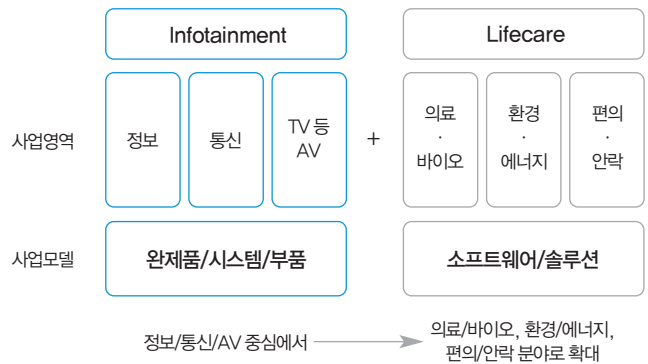 Infotainment
Lifecare
사업영역
정보
통신
TV 등
AV
+
의료
·
바이오
환경
·
에너지
편의
·
안락
사업모델
완제품/시스템/부품
소프트웨어/솔루션
정보/통신/AV 중심에서
의료/바이오, 환경/에너지,
편의/안락 분야로 확대